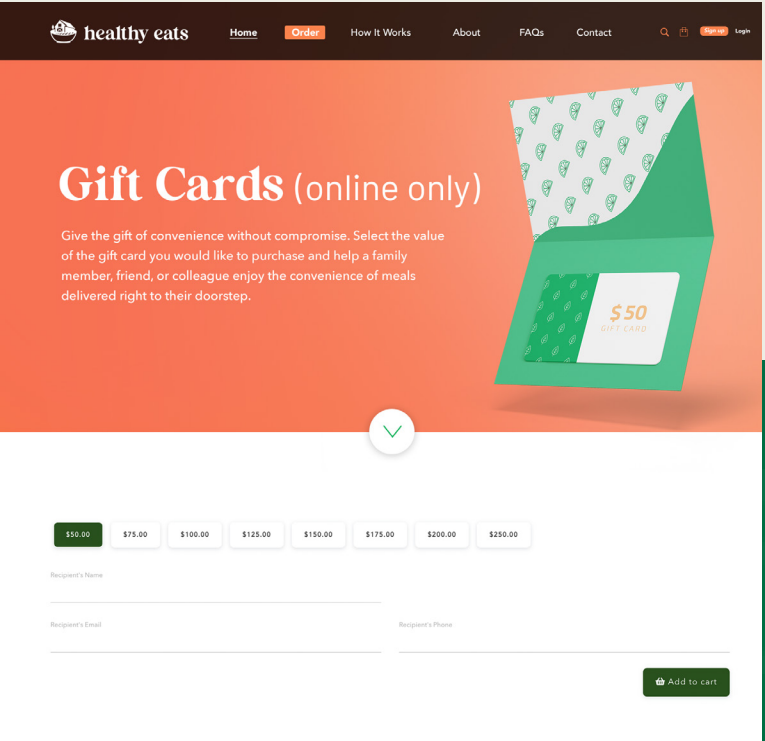 healthy eats Home Order How It Works About FAQs Contact Sign up Login
Gift Cards (online only)
Give the gift of convenience without compromise. Select the value
of the gift card you would like to purchase and help a family
member, friend, or colleague enjoy the convenience of meals
delivered right to their doorstep.
$50
GIFT CARD
$50.00 $75.00 $100.00 $125.00 $150.00 $175.00 $200.00 $250.00
Recipient's Name
Recipient's Email Recipient's Phone
Add to cart